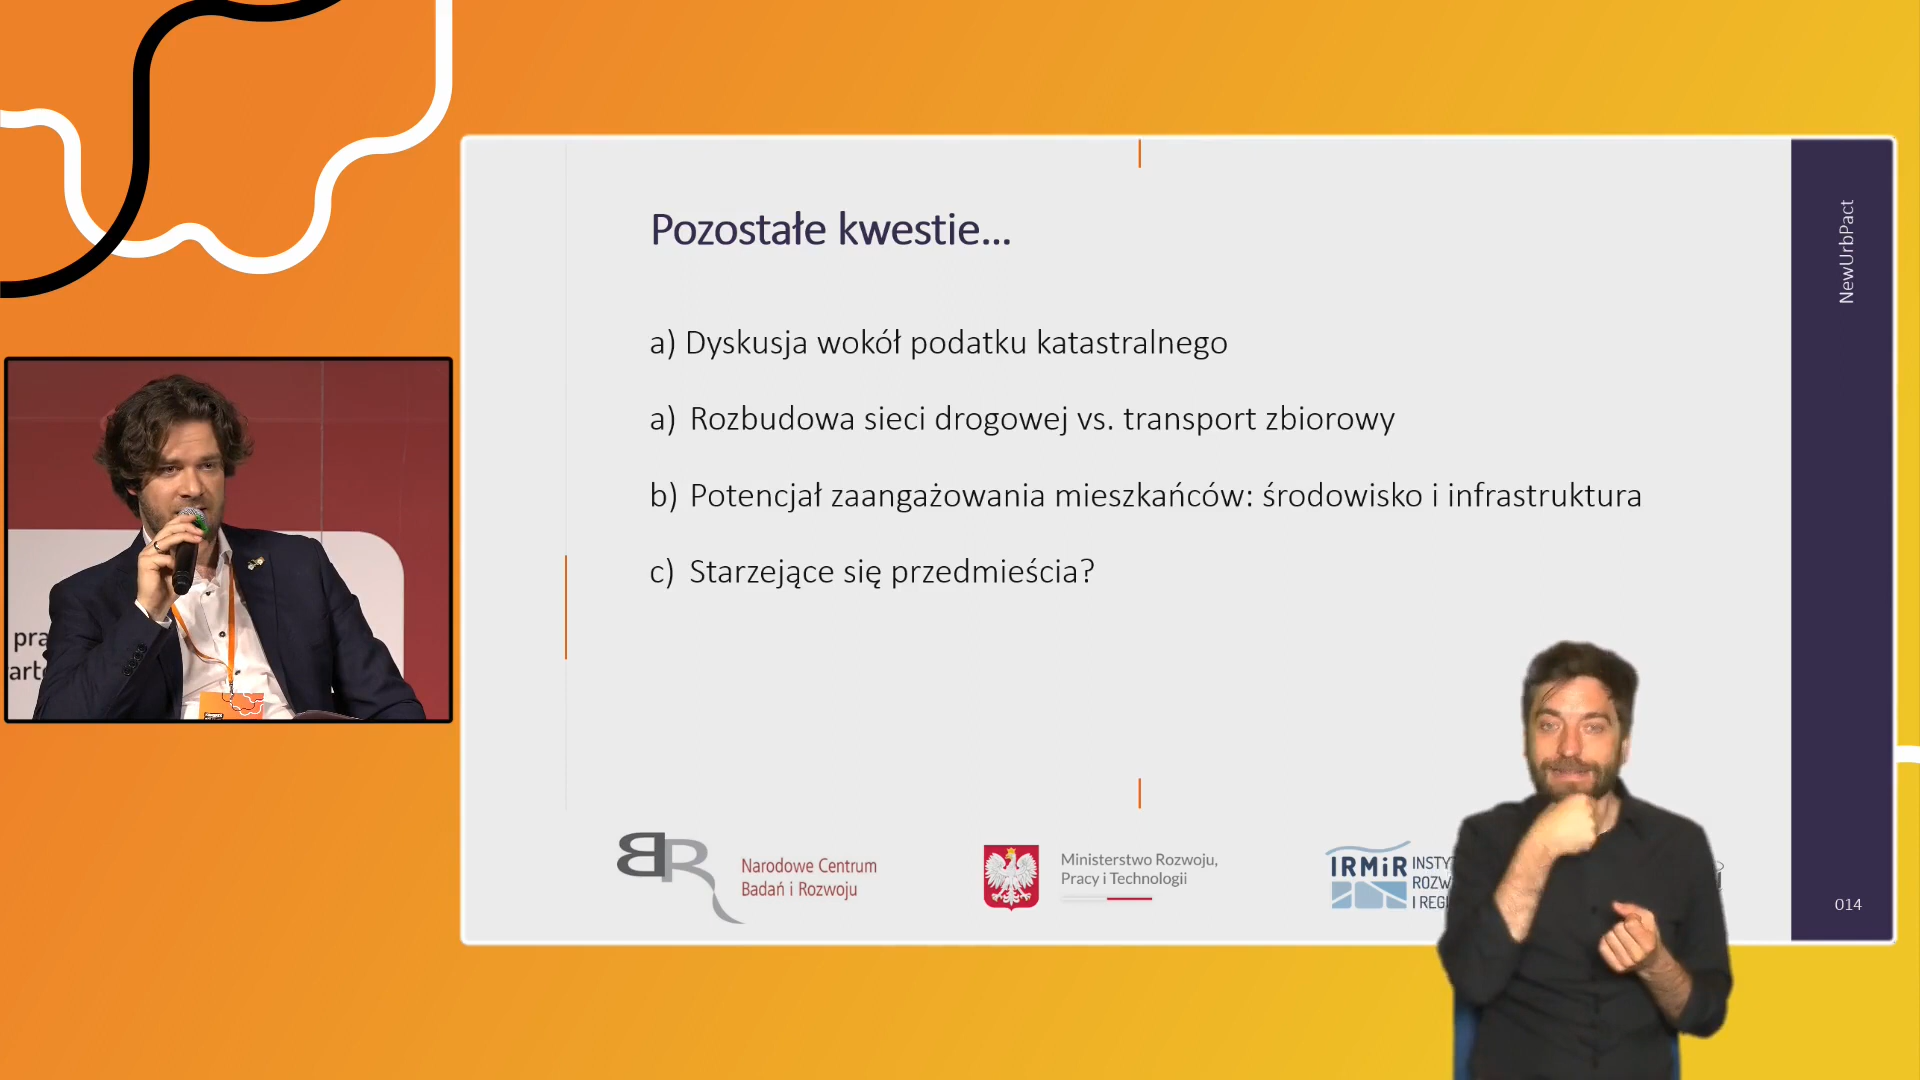 Pozostałe kwestie...
a) Dyskusja wokół podatku katastralnego
a) Rozbudowa sieci drogowej vs. transport zbiorowy
b) Potencjał zaangażowania mieszkańców: środowisko i infrastruktura
c) Starzejące się przedmieścia?
NewUrbPact
BR
Narodowe Centrum
Badań i Rozwoju
Ministerstwo Rozwoju,
Pracy i Technologii
IRMiR
I
014